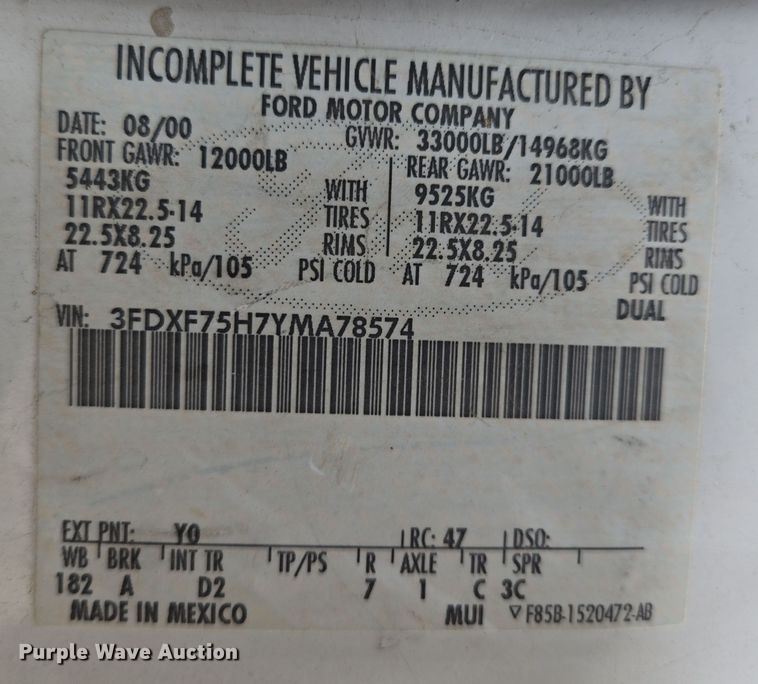 INCOMPLETE VEHICLE MANUFACTURED BY
FORD MOTOR COMPANY
DATE: 08/00 GVWR: 33000LB/14968KG
FRONT GAWR: 12000LB REAR GAWR: 21000LB
5443KG WITH 9525KG WITH
11RX22.5-14 TIRES 11RX22.5-14 TIRES
22.5X8.25 RIMS 22.5X8.25 RIMS
AT 724 kPa/105 PSI COLD AT 724 kPa/105 PSI COLD
DUAL
VIN: 3FDXF75H7YMA78574
EXT PNT: YO RC: 47 DSO:
WB BRK INT TR TP/PS R AXLE TR SPR
182 A D2 7 1 C 3C
MADE IN MEXICO MUI F85B-1520472-AB
Purple Wave Auction